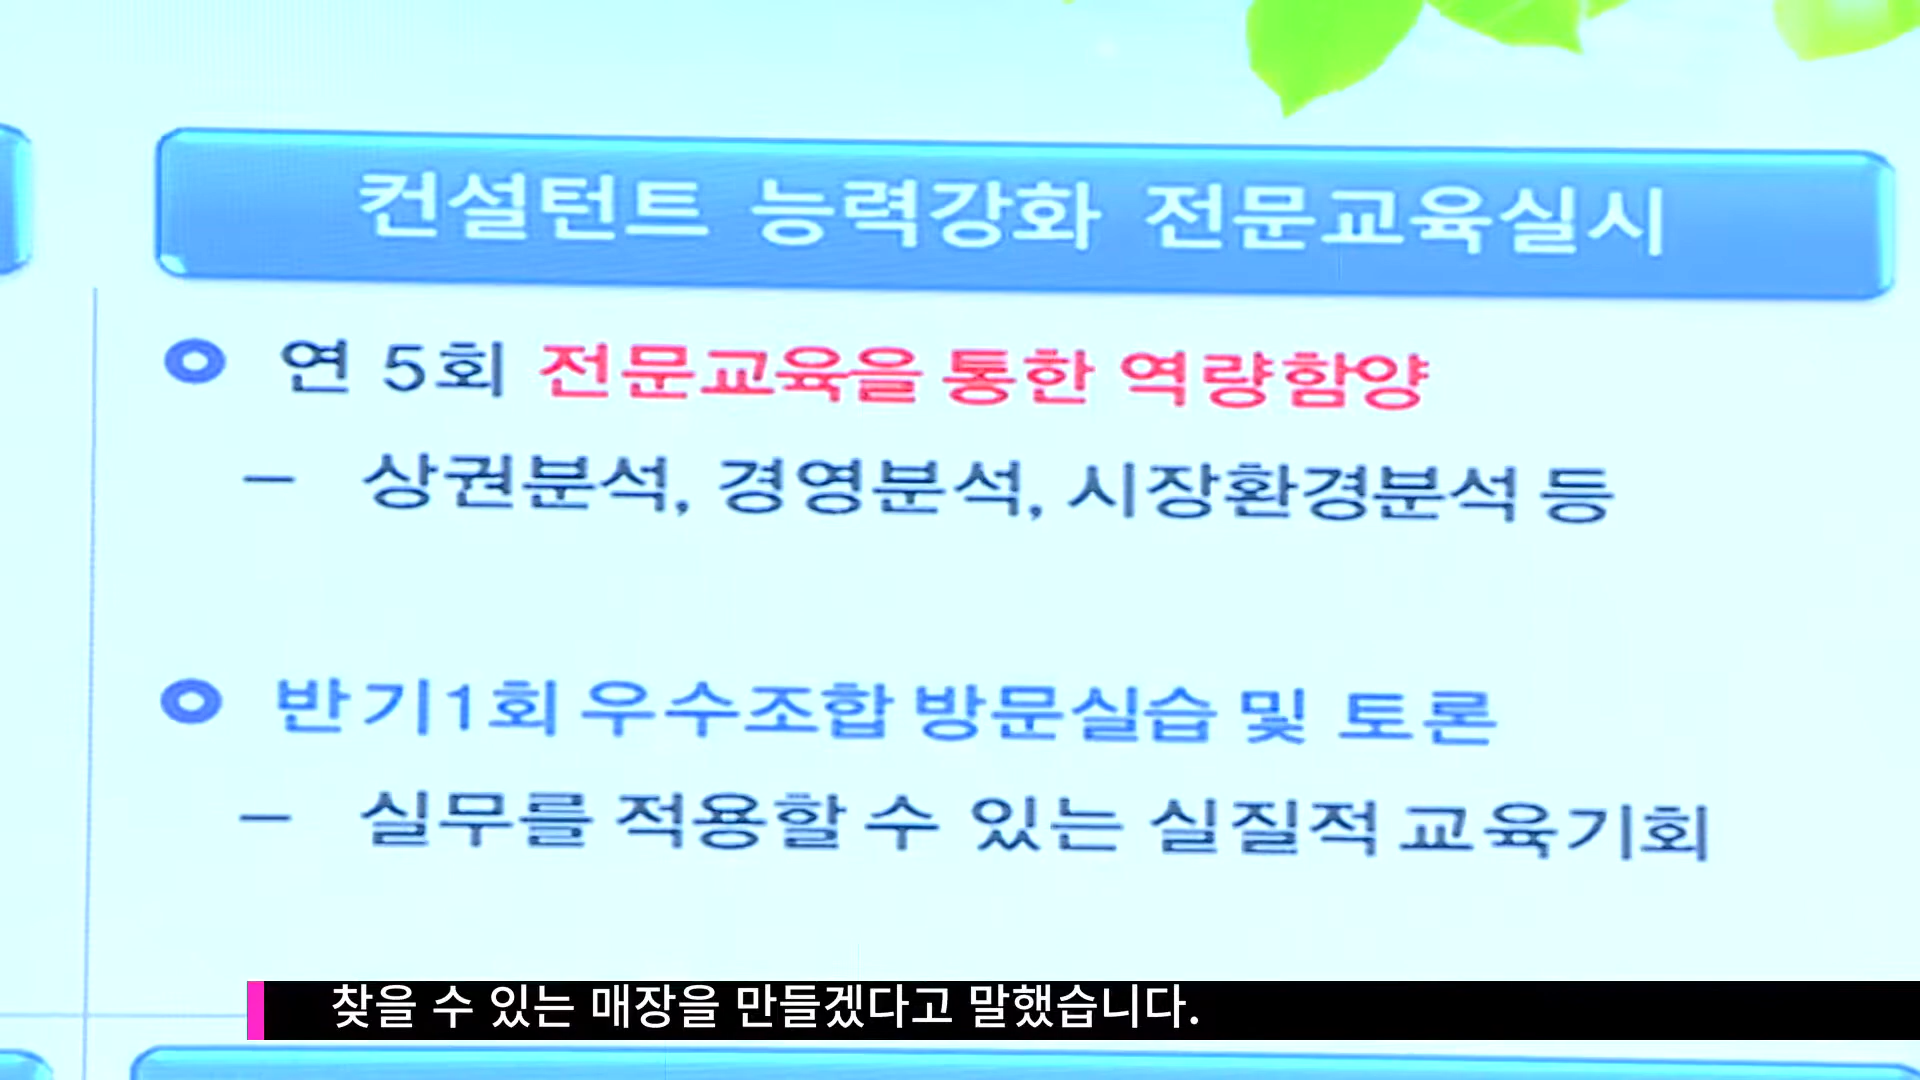 컨설턴트 능력강화 전문교육실시
연 5회 전문교육을 통한 역량함양
- 상권분석, 경영분석, 시장환경분석 등
반기1회 우수조합 방문실습 및 토론
- 실무를 적용할 수 있는 실질적 교육기회
찾을 수 있는 매장을 만들겠다고 말했습니다.